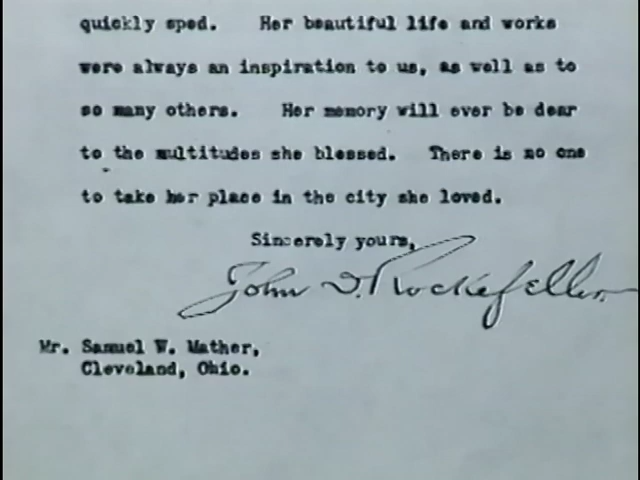 quickly sped. Her beautiful life and works
were always an inspiration to us, as well as to
so many others. Her memory will ever be dear
to the multitudes she blessed. There is no one
to take her place in the city she loved.
Sincerely yours,
John D. Rockefeller
Mr. Samuel W. Mather,
Cleveland, Ohio.